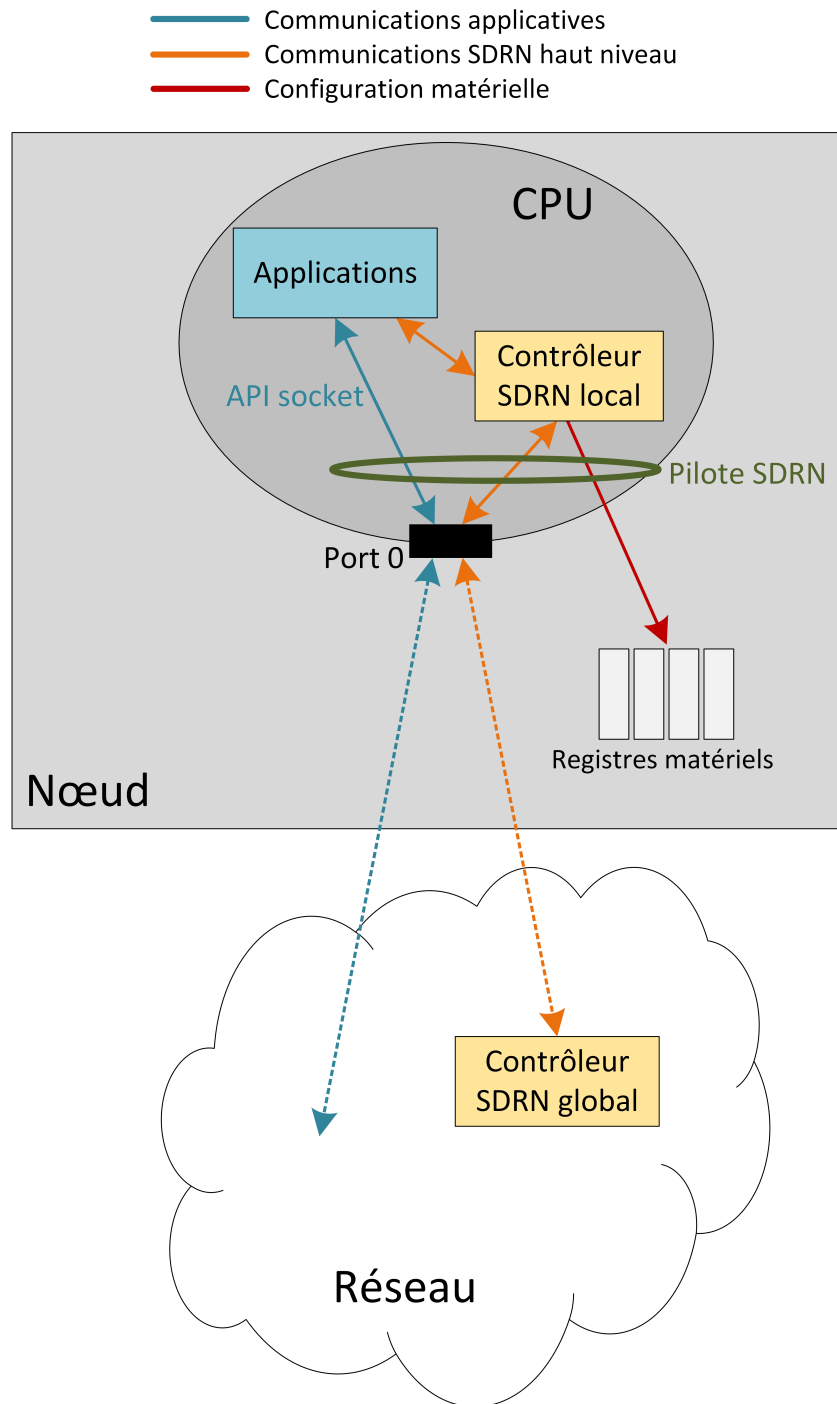 Communications applicatives
Communications SDRN haut niveau
Configuration matérielle
CPU
Applications
Contrôleur
SDRN local
API socket
Pilote SDRN
Port 0
Registres matériels
Nœud
Contrôleur
SDRN global
Réseau